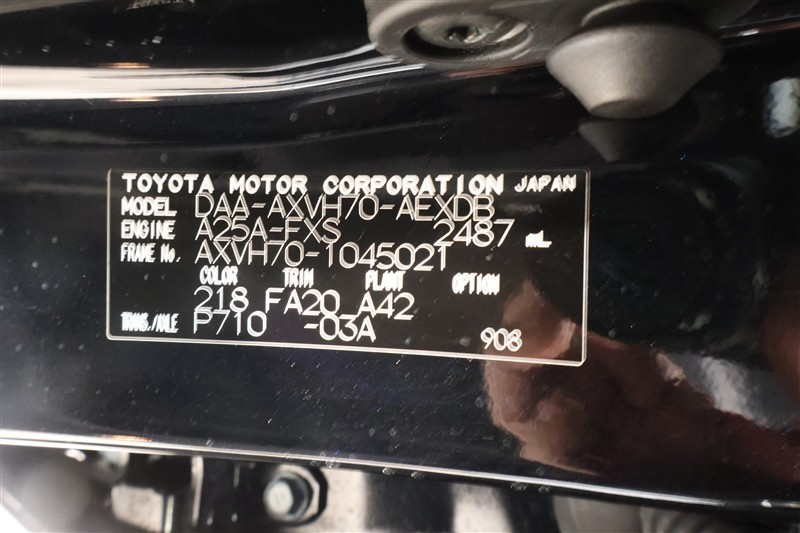 TOYOTA MOTOR CORPORATION JAPAN
MODEL DAA-AXVH70-AEXDB
ENGINE A25A-FXS 2487 mL
FRAME No. AXVH70-1045021
COLOR TRIM PLANT OPTION
218 FA20 A42
TRANS./AXLE P710 -03A
908